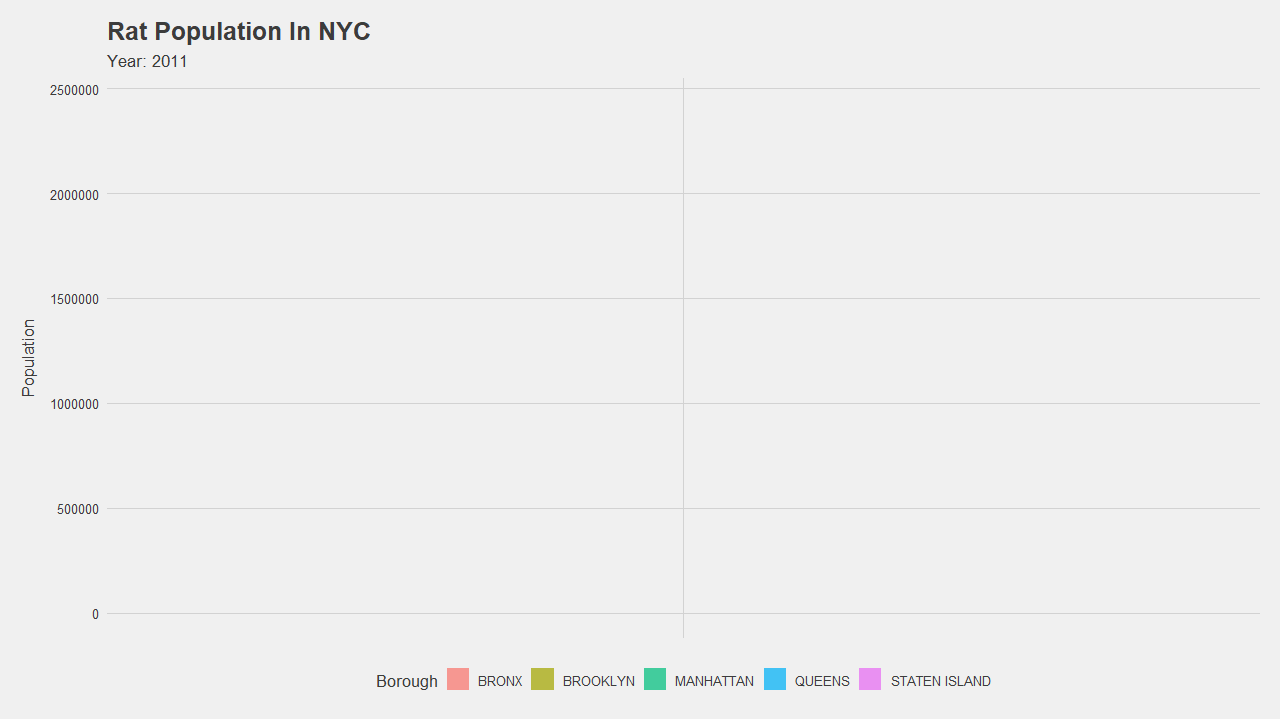 Rat Population In NYC
Year: 2011
2500000
2000000
1500000
1000000
500000
0
Population
Borough BRONX BROOKLYN MANHATTAN QUEENS STATEN ISLAND